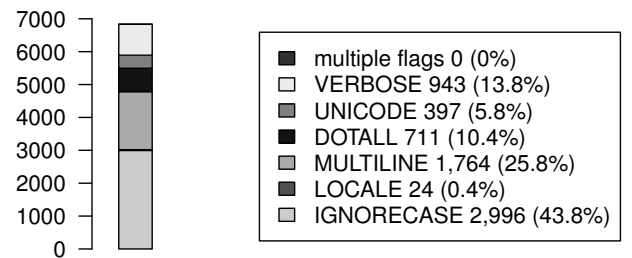 7000
6000
5000
4000
3000
2000
1000
0
multiple flags 0 (0%)
VERBOSE 943 (13.8%)
UNICODE 397 (5.8%)
DOTALL 711 (10.4%)
MULTILINE 1,764 (25.8%)
LOCALE 24 (0.4%)
IGNORECASE 2,996 (43.8%)